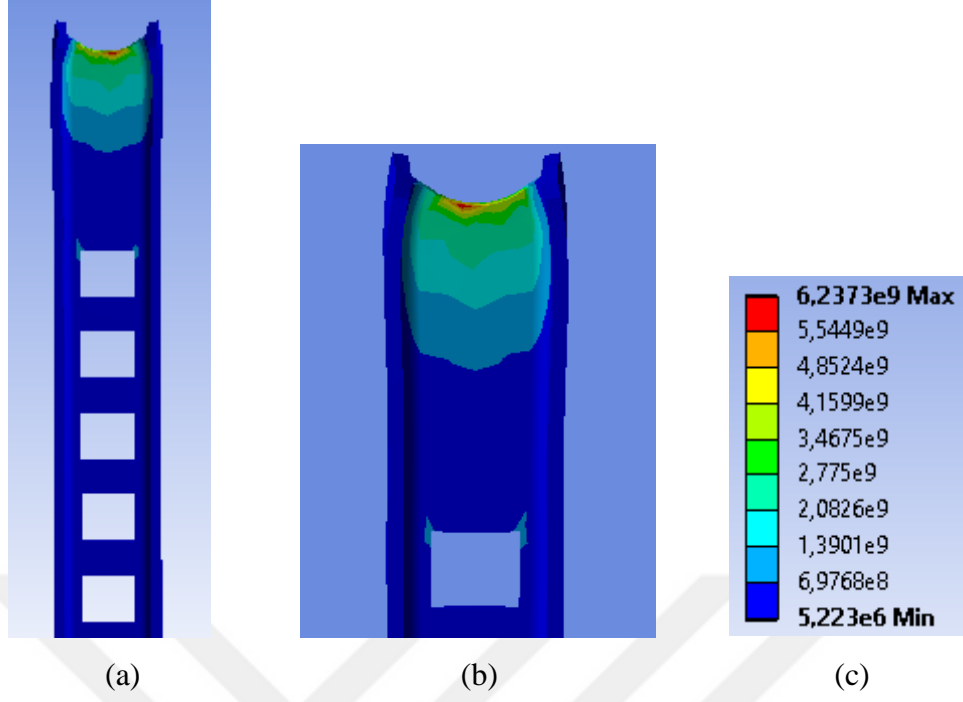 6,2373e9 Max
5,5449e9
4,8524e9
4,1599e9
3,4675e9
2,775e9
2,0826e9
1,3901e9
6,9768e8
5,223e6 Min
(a)
(b)
(c)